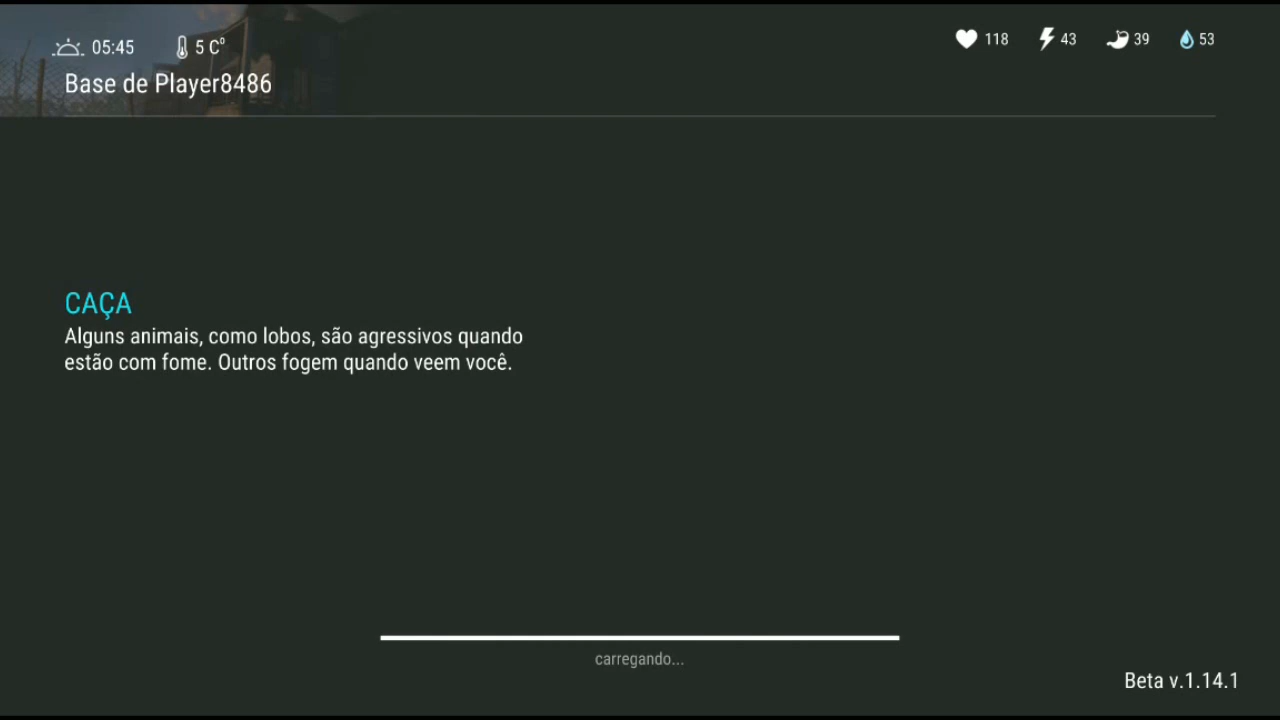 05:45
5 Cº
118
43
39
53
Base de Player8486
CAÇA
Alguns animais, como lobos, são agressivos quando
estão com fome. Outros fogem quando veem você.
carregando...
Beta v.1.14.1